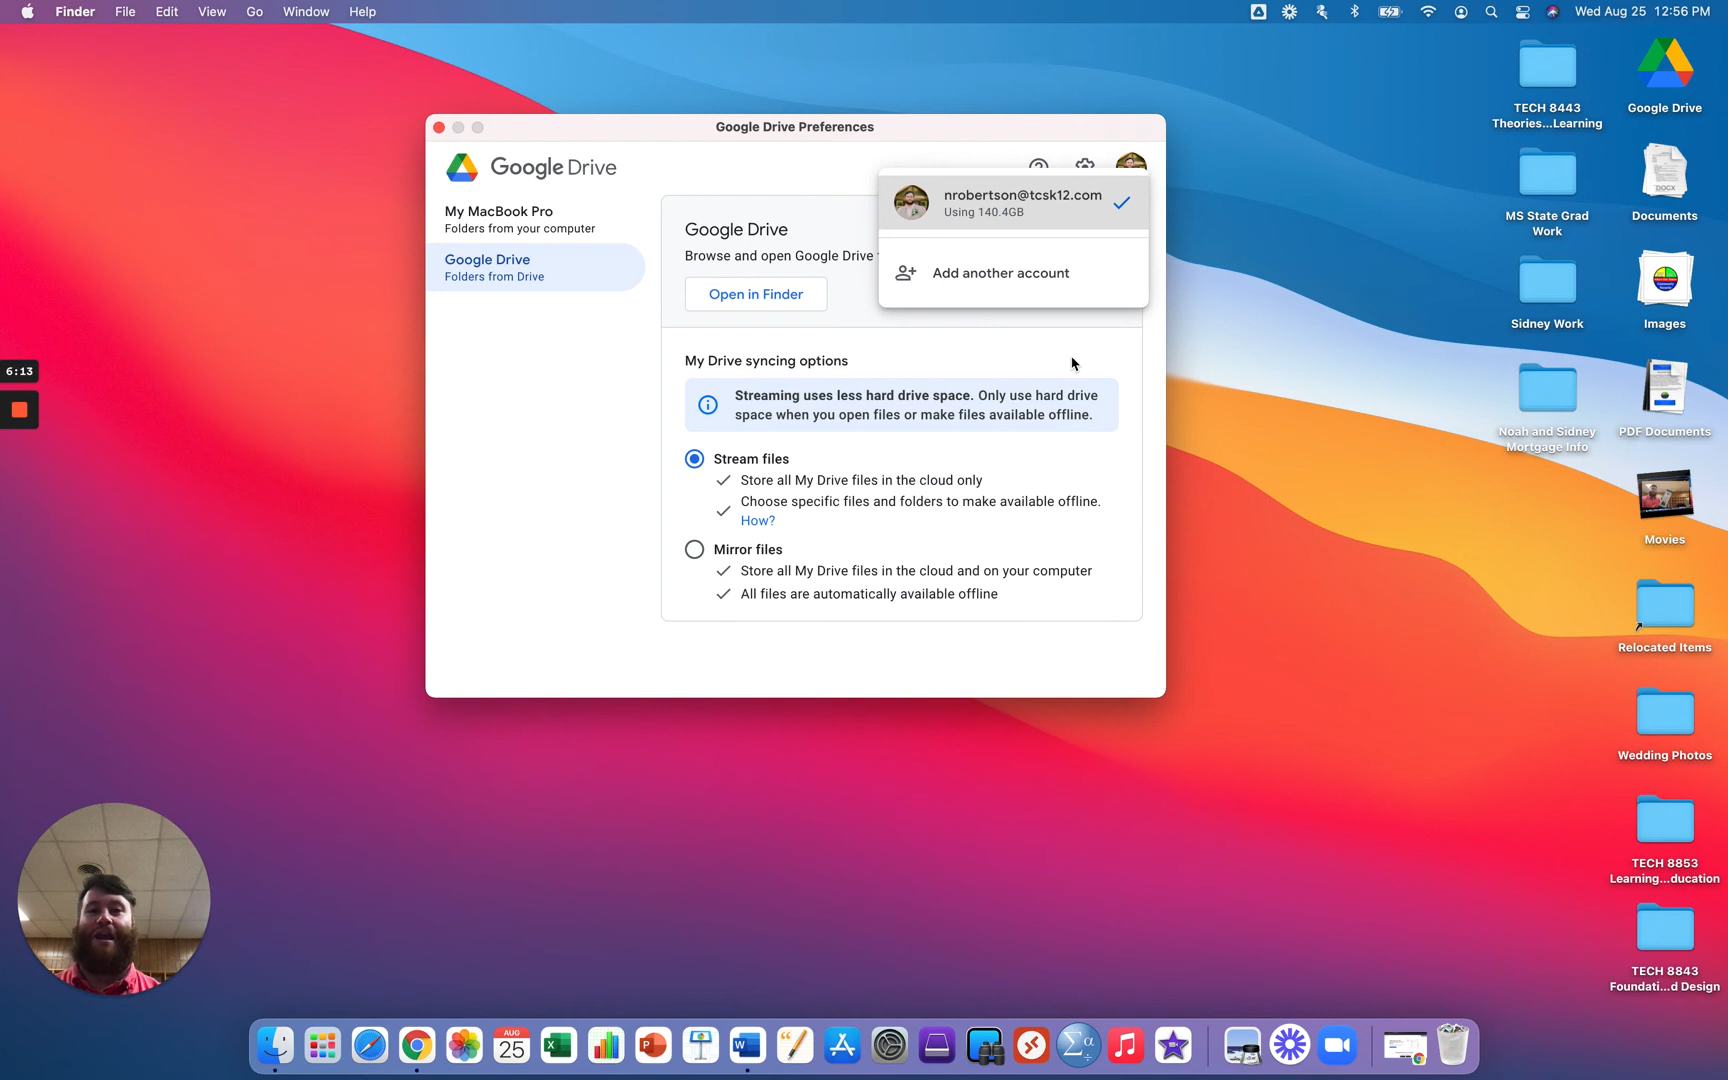 Finder File Edit View Go Window Help
Wed Aug 25 12:56 PM
Google Drive Preferences
Google Drive
My MacBook Pro
Folders from your computer
Google Drive
Folders from Drive
Google Drive
Browse and open Google Drive
Open in Finder
nrobertson@tcsk12.com
Using 140.4GB
Add another account
My Drive syncing options
Streaming uses less hard drive space. Only use hard drive
space when you open files or make files available offline.
Stream files
Store all My Drive files in the cloud only
Choose specific files and folders to make available offline.
How?
Mirror files
Store all My Drive files in the cloud and on your computer
All files are automatically available offline
6:13
TECH 8443
Theories...Learning
Google Drive
MS State Grad
Work
DOCX
Documents
Sidney Work
Images
Noah and Sidney
Mortgage Info
PDF Documents
Movies
Relocated Items
Wedding Photos
TECH 8853
Learning...ducation
TECH 8843
Foundati...d Design
AUG
25
X
P
W